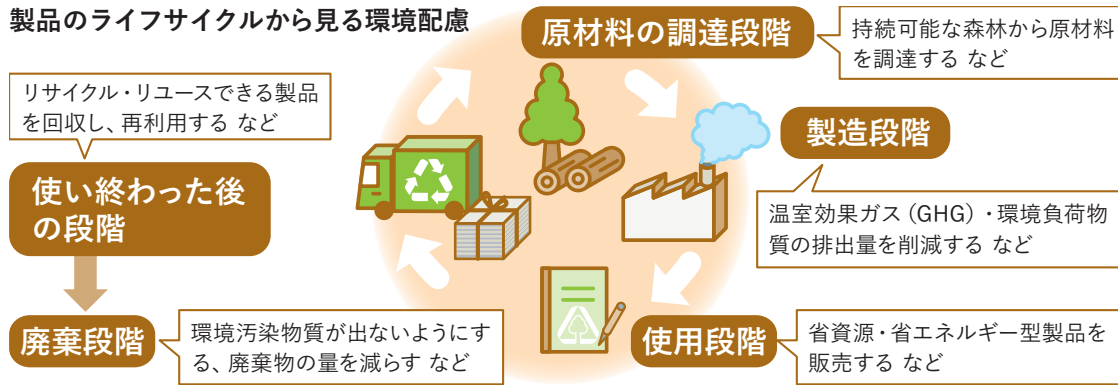 製品のライフサイクルから見る環境配慮
原材料の調達段階
持続可能な森林から原材料
を調達する など
製造段階
温室効果ガス（GHG）・環境負荷物
質の排出量を削減する など
使用段階
省資源・省エネルギー型製品を
販売する など
リサイクル・リユースできる製品
を回収し、再利用する など
使い終わった後
の段階
廃棄段階
環境汚染物質が出ないようにす
る、廃棄物の量を減らす など